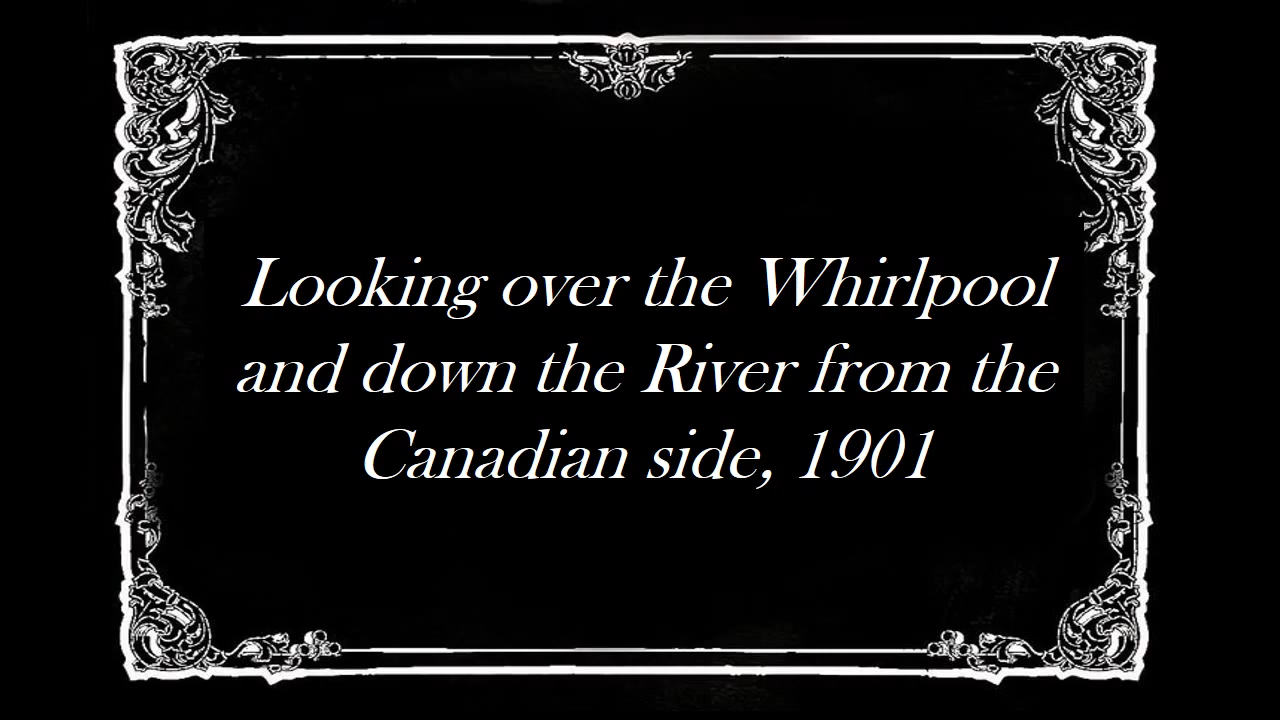 Looking over the Whirlpool
and down the River from the
Canadian side, 1901